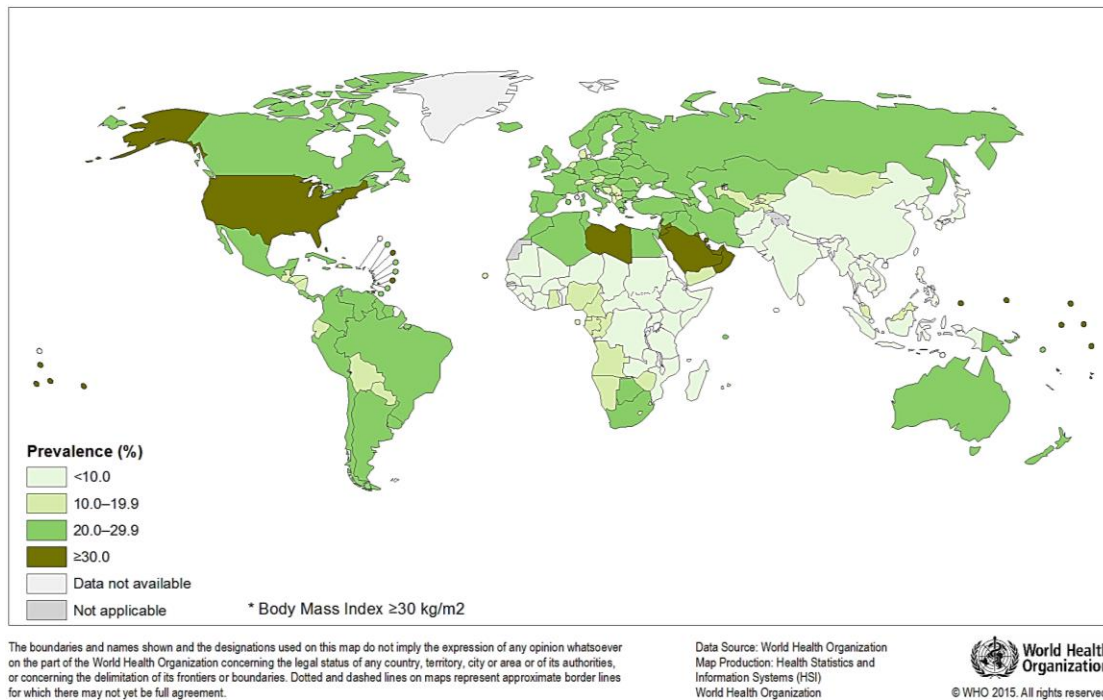 Prevalence (%)
<10.0
10.0–19.9
20.0–29.9
≥30.0
Data not available
Not applicable
* Body Mass Index ≥30 kg/m2
The boundaries and names shown and the designations used on this map do not imply the expression of any opinion whatsoever
on the part of the World Health Organization concerning the legal status of any country, territory, city or area or of its authorities,
or concerning the delimitation of its frontiers or boundaries. Dotted and dashed lines on maps represent approximate border lines
for which there may not yet be full agreement.
Data Source: World Health Organization
Map Production: Health Statistics and
Information Systems (HSI)
World Health Organization
World Health
Organization
© WHO 2015. All rights reserved.